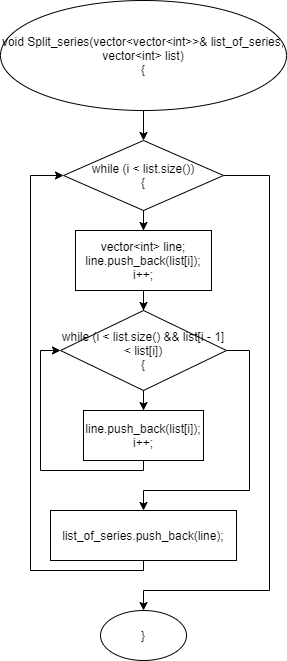 void Split_series(vector<vector<int>>& list_of_series,
vector<int> list)
{
while (i < list.size())
{
vector<int> line;
line.push_back(list[i]);
i++;
while (i < list.size() && list[i - 1]
< list[i])
{
line.push_back(list[i]);
i++;
list_of_series.push_back(line);
}